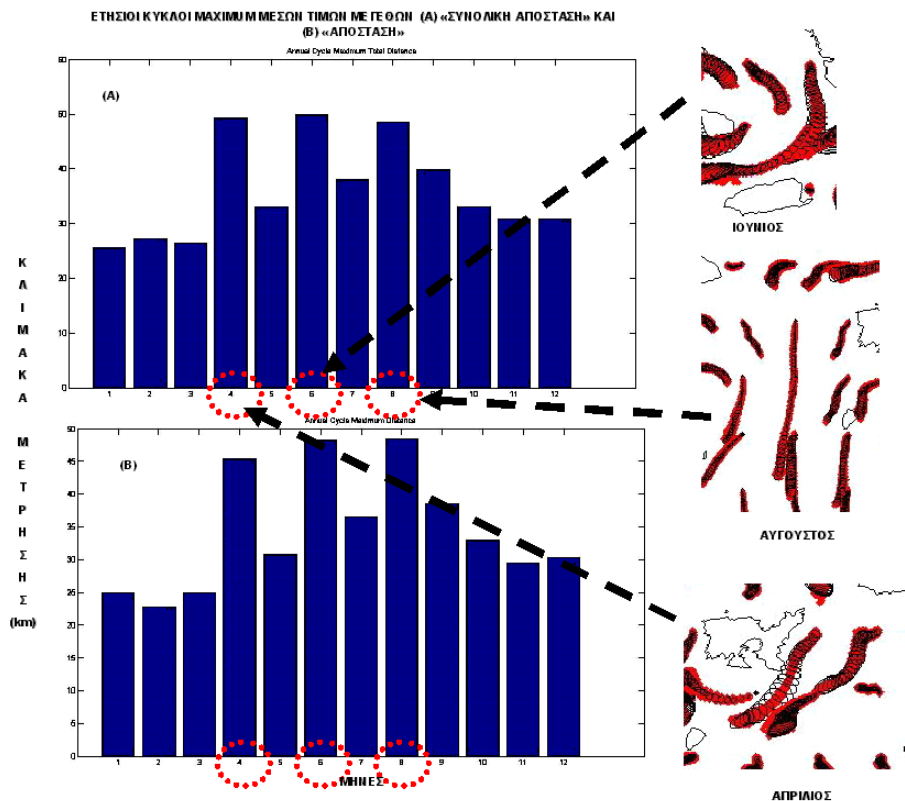 ΕΤΗΣΙΟΙ ΚΥΚΛΟΙ MAXIMUM ΜΕΣΩΝ ΤΙΜΩΝ ΜΕΓΕΘΩΝ (Α) «ΣΥΝΟΛΙΚΗ ΑΠΟΣΤΑΣΗ» ΚΑΙ
(Β) «ΑΠΟΣΤΑΣΗ»
Annual Cycle Maximum Total Distance
(A)
60
50
40
30
20
10
0
1 2 3 4 5 6 7 8 9 10 11 12
Annual Cycle Maximum Distance
(B)
50
45
40
35
30
25
20
15
10
5
0
1 2 3 4 5 6 7 8 9 10 11 12
ΜΗΝΕΣ
Κ
Λ
Ι
Μ
Α
Κ
Α
Μ
Ε
Τ
Ρ
Η
Σ
Η
Σ
(km)
ΙΟΥΝΙΟΣ
ΑΥΓΟΥΣΤΟΣ
ΑΠΡΙΛΙΟΣ